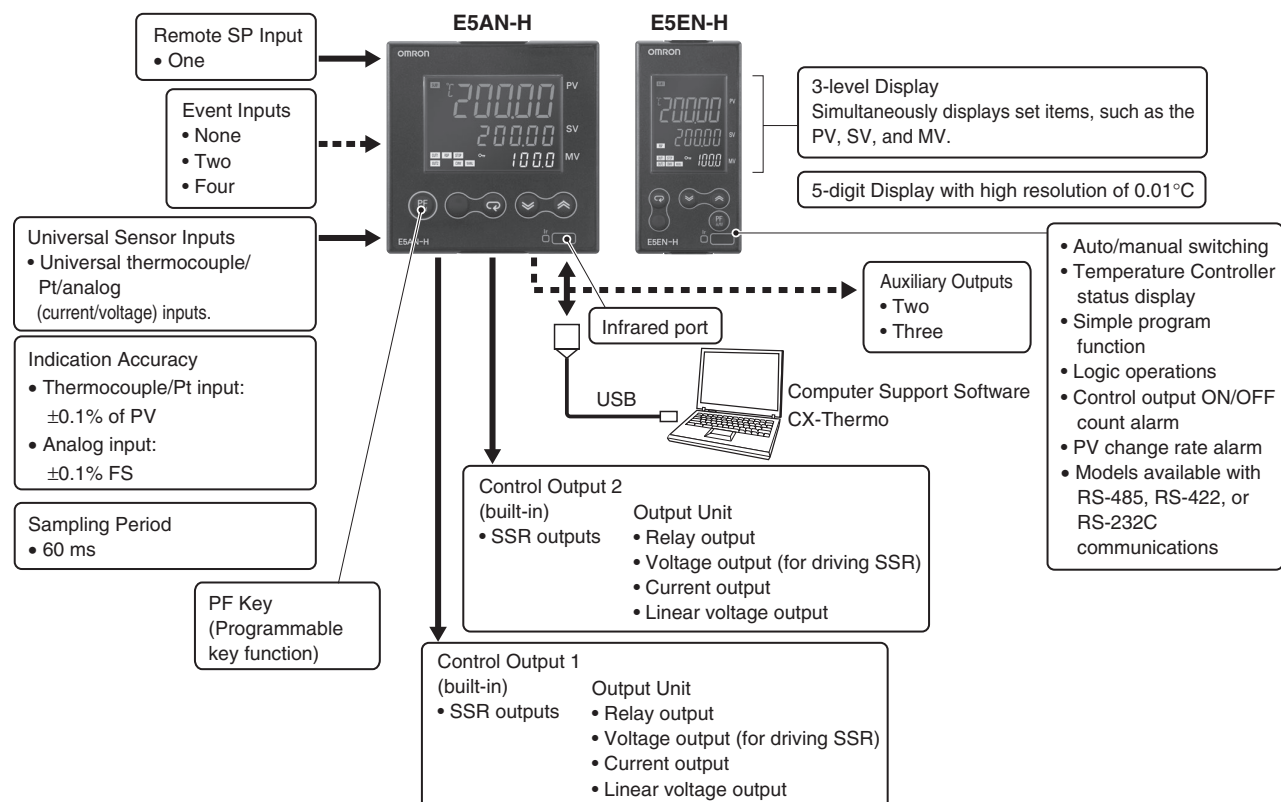 E5AN-H
E5EN-H
Remote SP Input
• One
Event Inputs
• None
• Two
• Four
Universal Sensor Inputs
• Universal thermocouple/
Pt/analog
(current/voltage) inputs.
Indication Accuracy
• Thermocouple/Pt input:
±0.1% of PV
• Analog input:
±0.1% FS
Sampling Period
• 60 ms
PF Key
(Programmable
key function)
OMRON
℃ 200.00 PV
200.00 SV
100.0 MV
PF
E5AN-H
OMRON
℃ 200.00 PV
200.00 SV
100.0 MV
PF
E5EN-H
3-level Display
Simultaneously displays set items, such as the
PV, SV, and MV.
5-digit Display with high resolution of 0.01°C
• Auto/manual switching
• Temperature Controller
status display
• Simple program
function
• Logic operations
• Control output ON/OFF
count alarm
• PV change rate alarm
• Models available with
RS-485, RS-422, or
RS-232C
communications
Auxiliary Outputs
• Two
• Three
Infrared port
USB
Computer Support Software
CX-Thermo
Control Output 2
(built-in)
• SSR outputs
Output Unit
• Relay output
• Voltage output (for driving SSR)
• Current output
• Linear voltage output
Control Output 1
(built-in)
• SSR outputs
Output Unit
• Relay output
• Voltage output (for driving SSR)
• Current output
• Linear voltage output